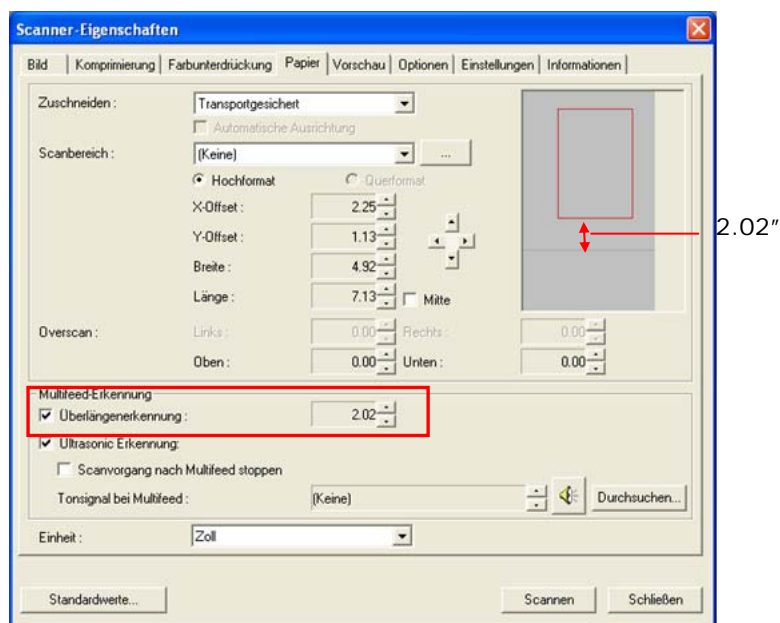 Scanner-Eigenschaften
Bild Komprimierung Farbunterdrückung Papier Vorschau Optionen Einstellungen Informationen
Zuschneiden : Transportgesichert
Automatische Ausrichtung
Scanbereich : (Keine) ...
Hochformat Querformat
X-Offset : 2.25
2.02"
Y-Offset : 1.13
Breite : 4.92
Länge : 7.13 Mitte
Overscan : Links : 0.00 Rechts : 0.00
Oben : 0.00 Unten : 0.00
Multifeed-Erkennung
Überlängenerkennung : 2.02
Ultrasonic Erkennung:
Scanvorgang nach Multifeed stoppen
Tonsignal bei Multifeed : (Keine) Durchsuchen...
Einheit : Zoll
Standardwerte... Scannen Schließen